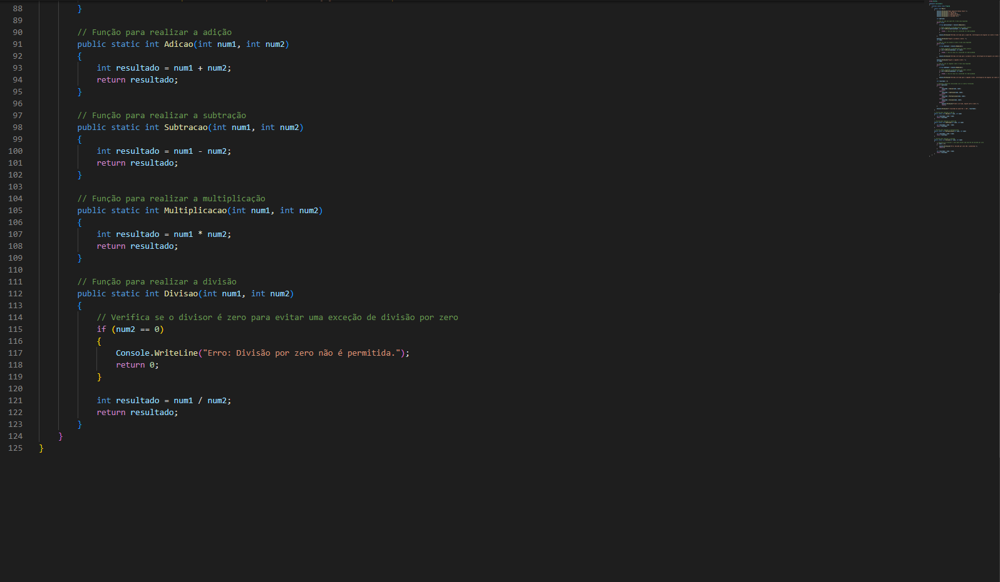 88 }
89
90 // Função para realizar a adição
91 public static int Adicao(int num1, int num2)
92 {
93 int resultado = num1 + num2;
94 return resultado;
95 }
96
97 // Função para realizar a subtração
98 public static int Subtracao(int num1, int num2)
99 {
100 int resultado = num1 - num2;
101 return resultado;
102 }
103
104 // Função para realizar a multiplicação
105 public static int Multiplicacao(int num1, int num2)
106 {
107 int resultado = num1 * num2;
108 return resultado;
109 }
110
111 // Função para realizar a divisão
112 public static int Divisao(int num1, int num2)
113 {
114 // Verifica se o divisor é zero para evitar uma exceção de divisão por zero
115 if (num2 == 0)
116 {
117 Console.WriteLine("Erro: Divisão por zero não é permitida.");
118 return 0;
119 }
120
121 int resultado = num1 / num2;
122 return resultado;
123 }
124 }
125 }